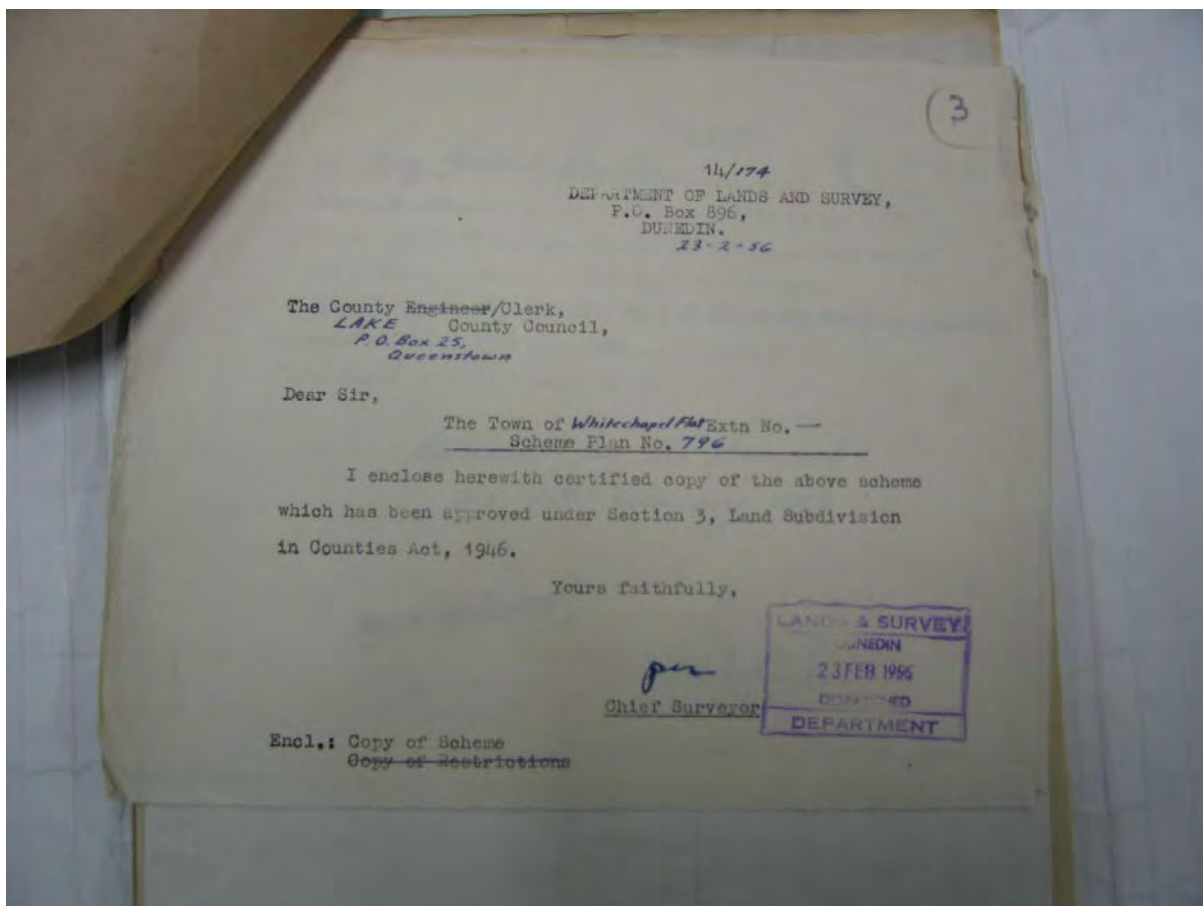 3
14/174
DEPARTMENT OF LANDS AND SURVEY,
P.O. Box 896,
DUNEDIN.
23-2-56
The County Engineer/Clerk,
LAKE County Council,
P.O. Box 25,
Queenstown
Dear Sir,
The Town of Whitechapel Flat Extn No. —
Scheme Plan No. 796
I enclose herewith certified copy of the above scheme
which has been approved under Section 3, Land Subdivision
in Counties Act, 1946.
Yours faithfully,
LANDS & SURVEY
DUNEDIN
23 FEB 1956
DESPATCHED
DEPARTMENT
per
Chief Surveyor
Encl.: Copy of Scheme
Copy of Restrictions